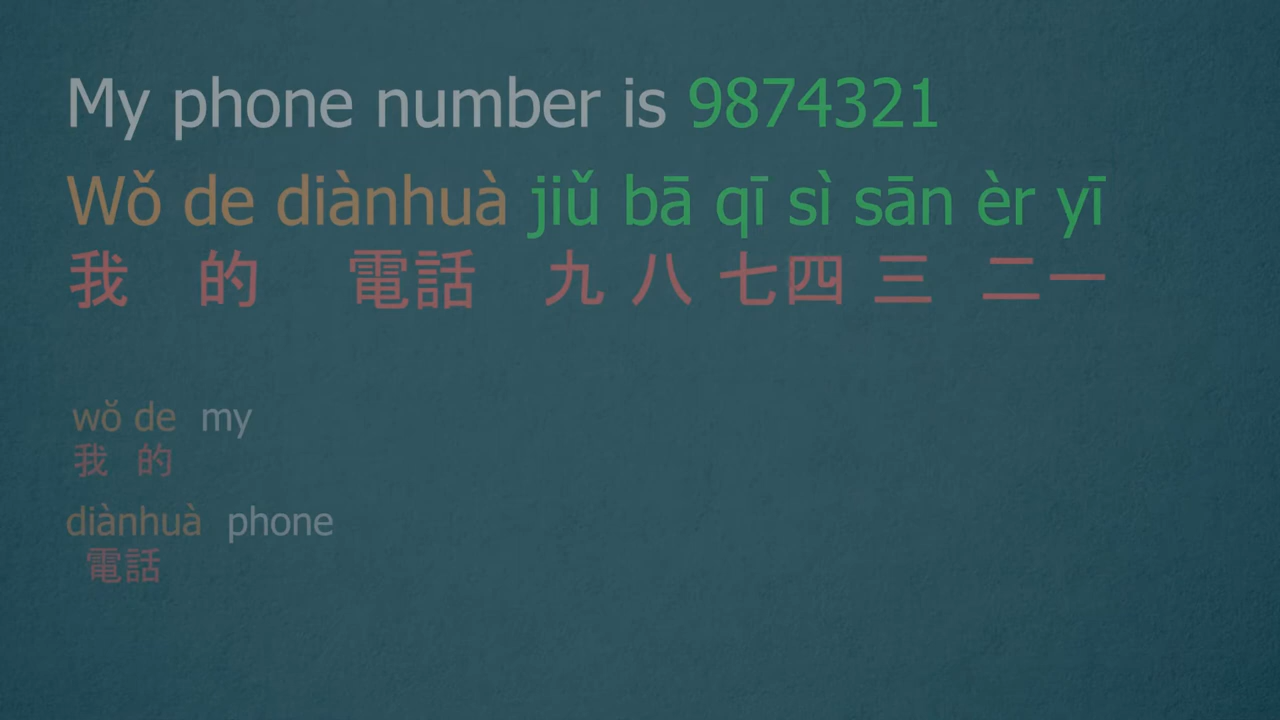 My phone number is 9874321
Wǒ de diànhuà jiǔ bā qī sì sān èr yī
我 的 電話 九 八 七四 三 二一
wǒ de my
我 的
diànhuà phone
電話